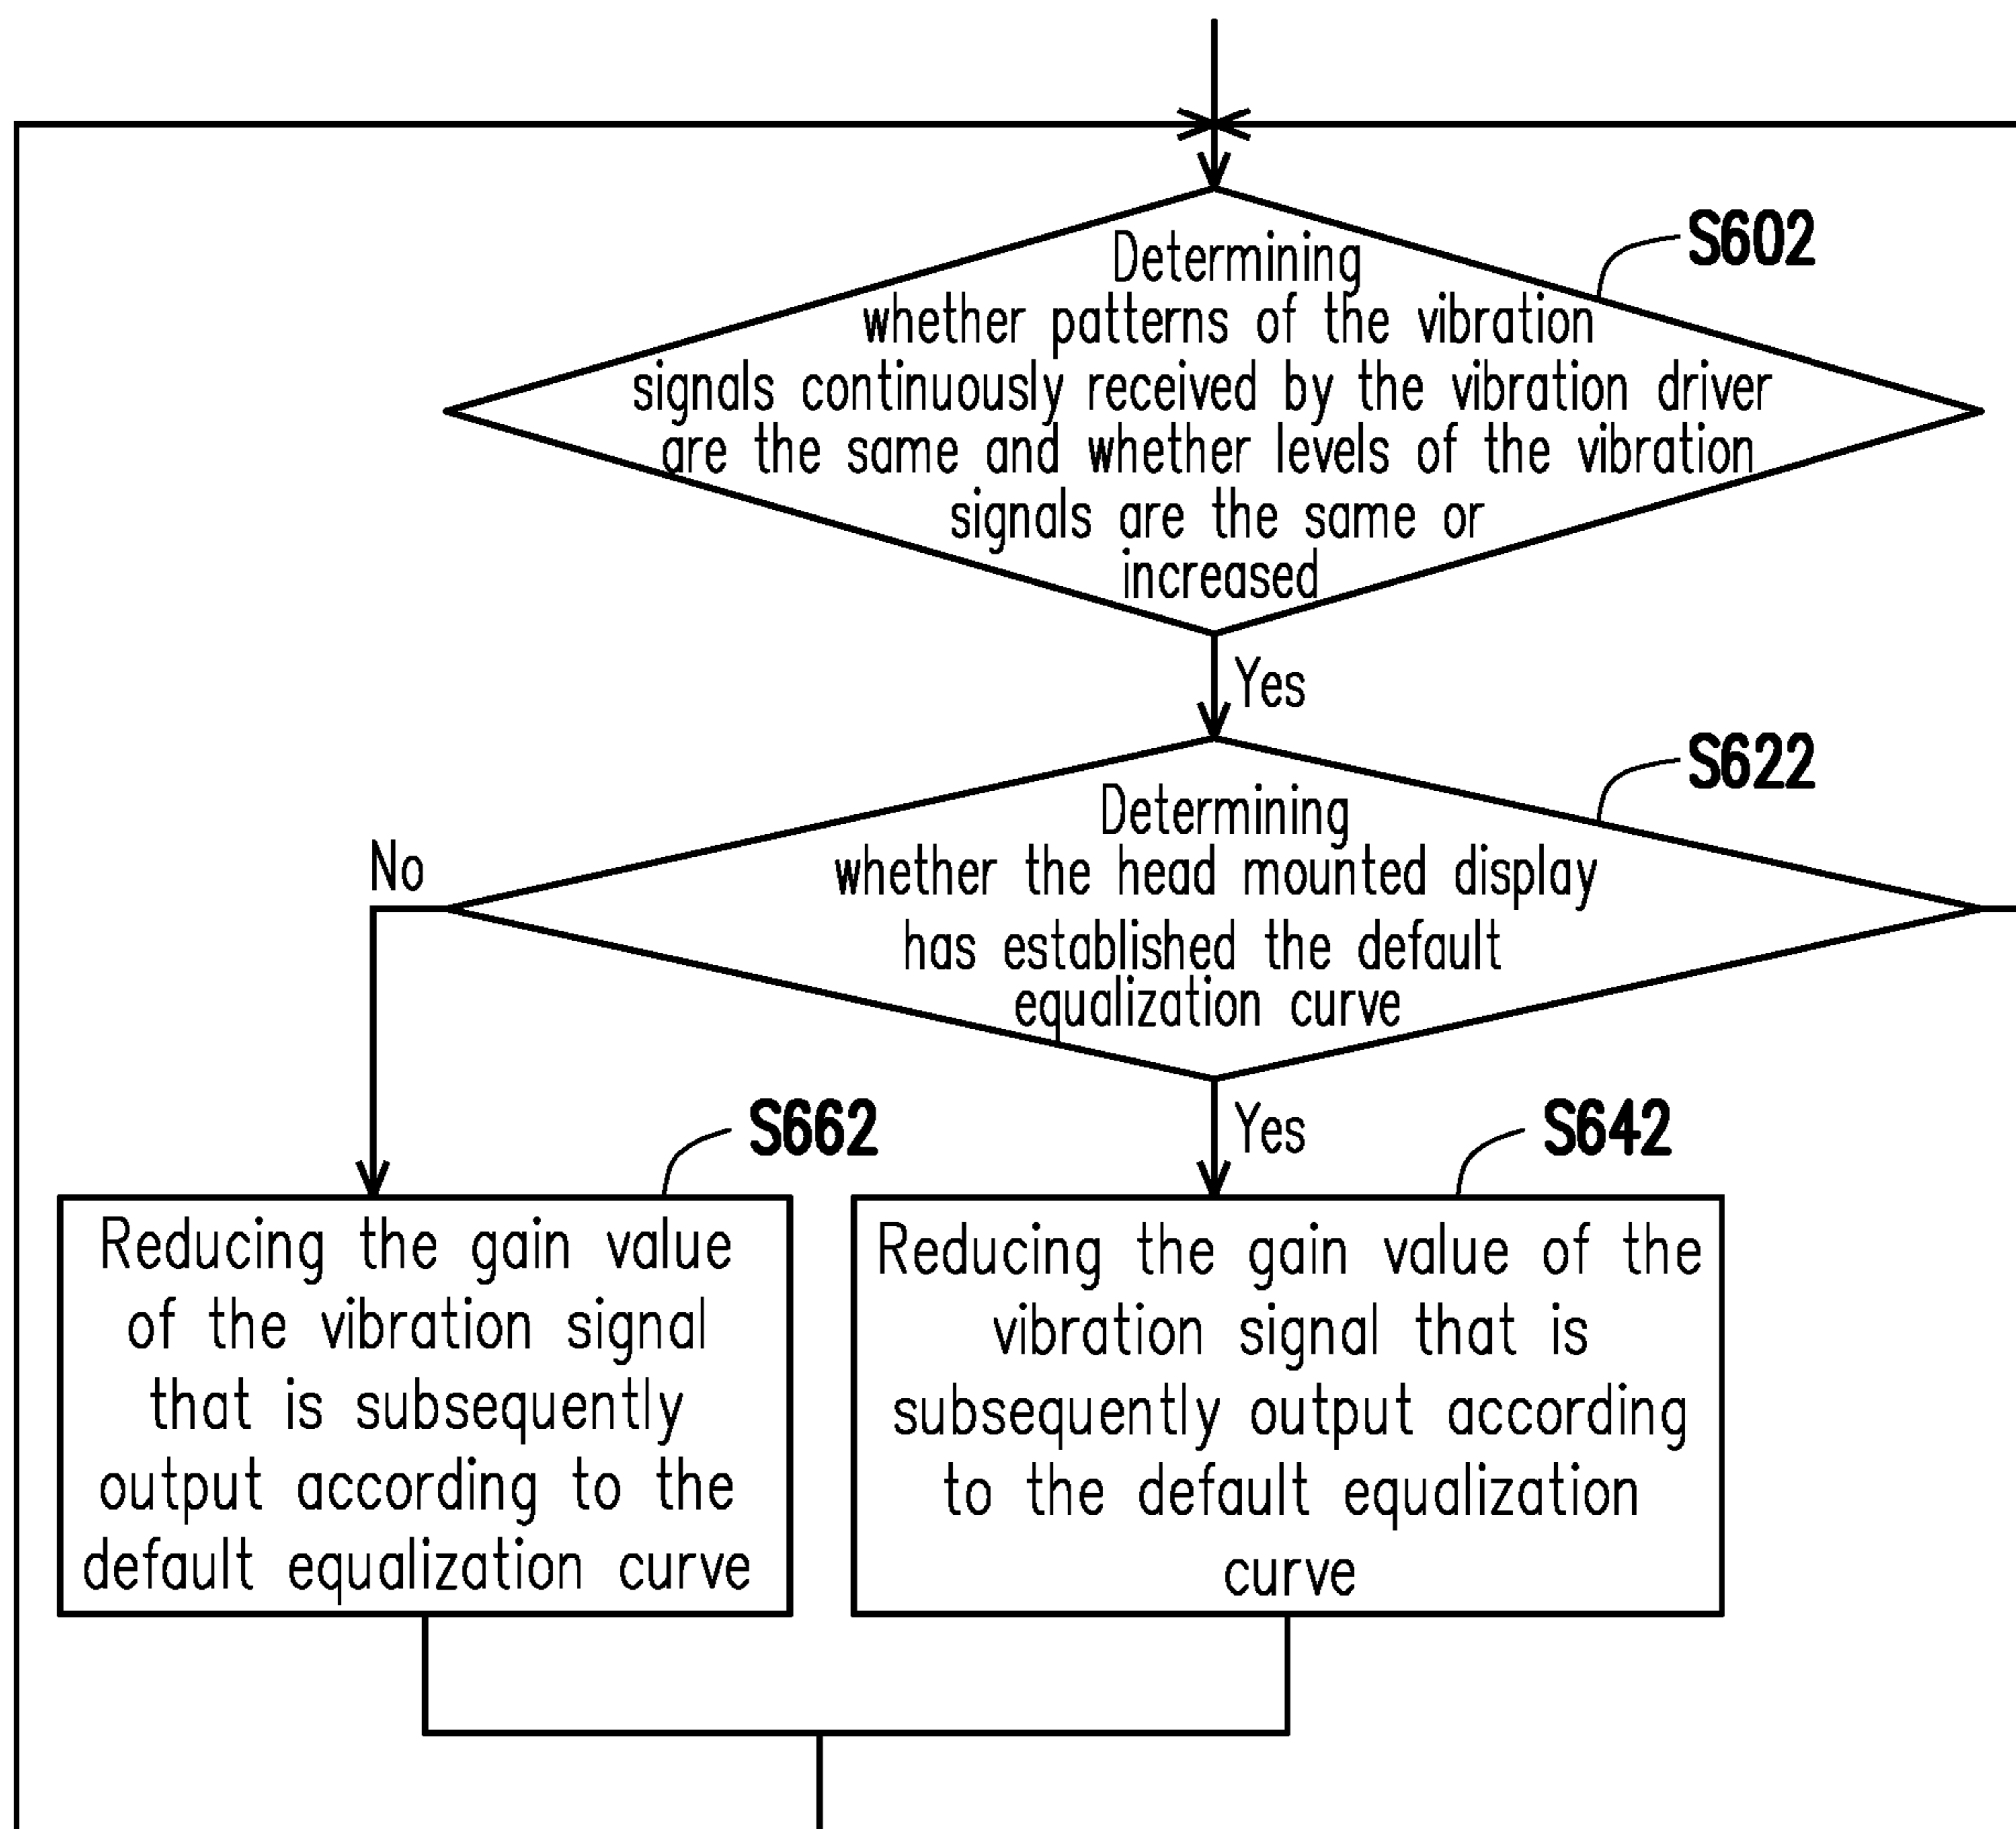 S602
Determining
whether patterns of the vibration
signals continuously received by the vibration driver
are the same and whether levels of the vibration
signals are the same or
increased
Yes
S622
Determining
whether the head mounted display
has established the default
equalization curve
No
Yes
S662
Reducing the gain value
of the vibration signal
that is subsequently
output according to the
default equalization curve
S642
Reducing the gain value of the
vibration signal that is
subsequently output according
to the default equalization
curve